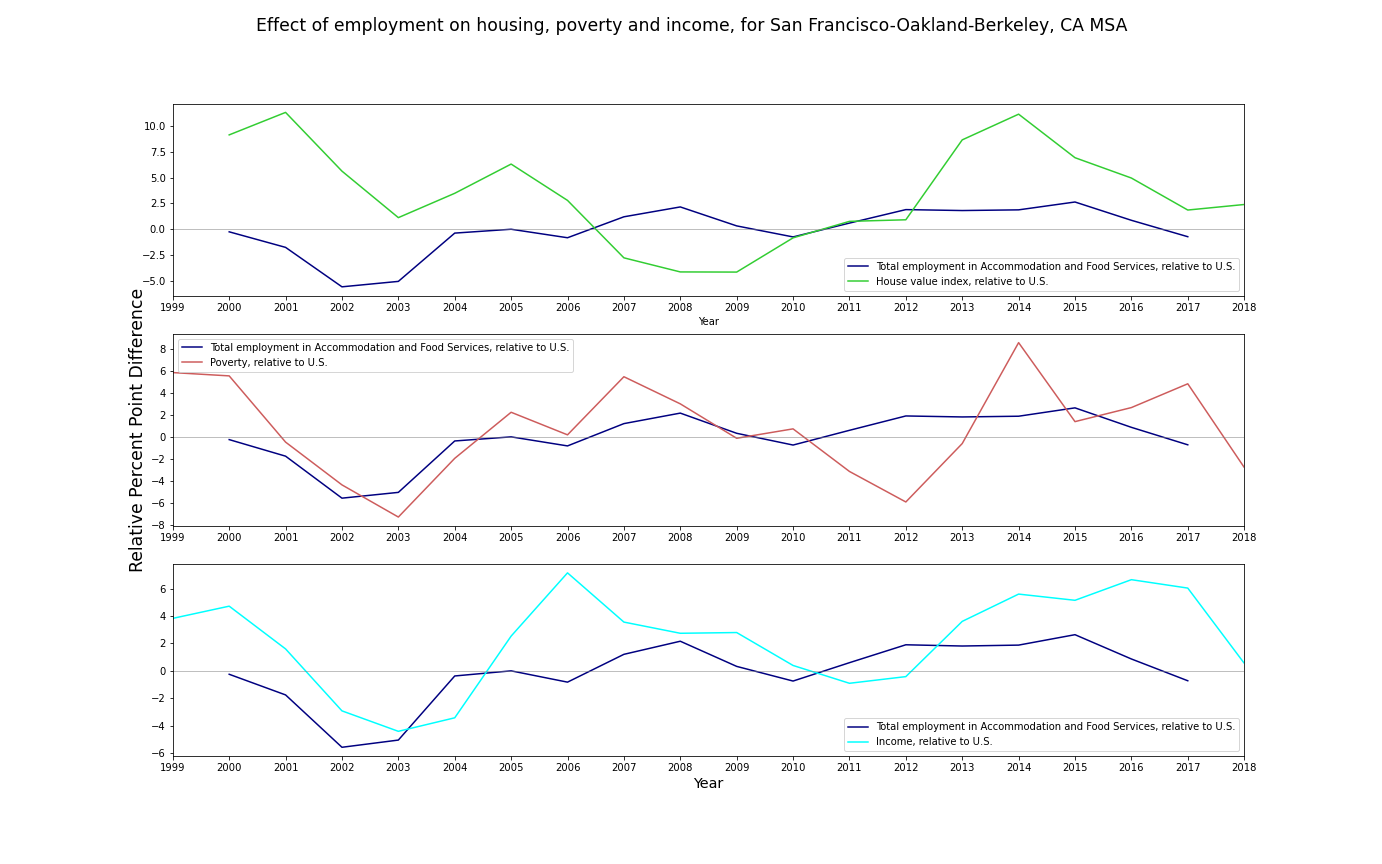 Effect of employment on housing, poverty and income, for San Francisco-Oakland-Berkeley, CA MSA
Relative Percent Point Difference
10.0
7.5
5.0
2.5
0.0
−2.5
−5.0
Total employment in Accommodation and Food Services, relative to U.S.
House value index, relative to U.S.
1999 2000 2001 2002 2003 2004 2005 2006 2007 2008 2009 2010 2011 2012 2013 2014 2015 2016 2017 2018
Year
8
6
4
2
0
−2
−4
−6
−8
Total employment in Accommodation and Food Services, relative to U.S.
Poverty, relative to U.S.
1999 2000 2001 2002 2003 2004 2005 2006 2007 2008 2009 2010 2011 2012 2013 2014 2015 2016 2017 2018
6
4
2
0
−2
−4
−6
Total employment in Accommodation and Food Services, relative to U.S.
Income, relative to U.S.
1999 2000 2001 2002 2003 2004 2005 2006 2007 2008 2009 2010 2011 2012 2013 2014 2015 2016 2017 2018
Year